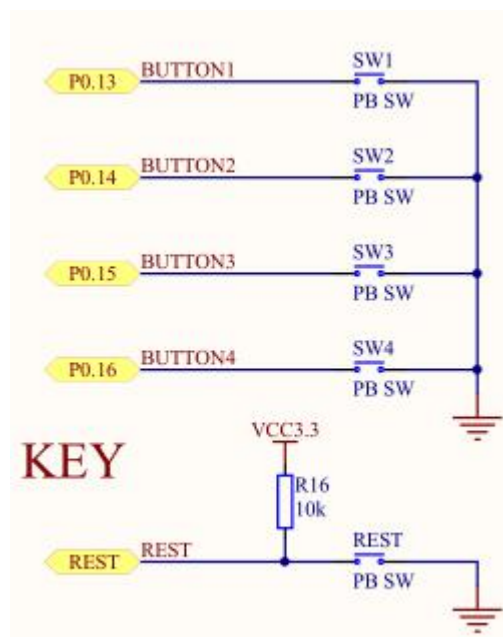 SW1
P0.13 BUTTON1
PB SW
SW2
P0.14 BUTTON2
PB SW
SW3
P0.15 BUTTON3
PB SW
SW4
P0.16 BUTTON4
PB SW
KEY
VCC3.3
R16
10k
REST REST REST
PB SW